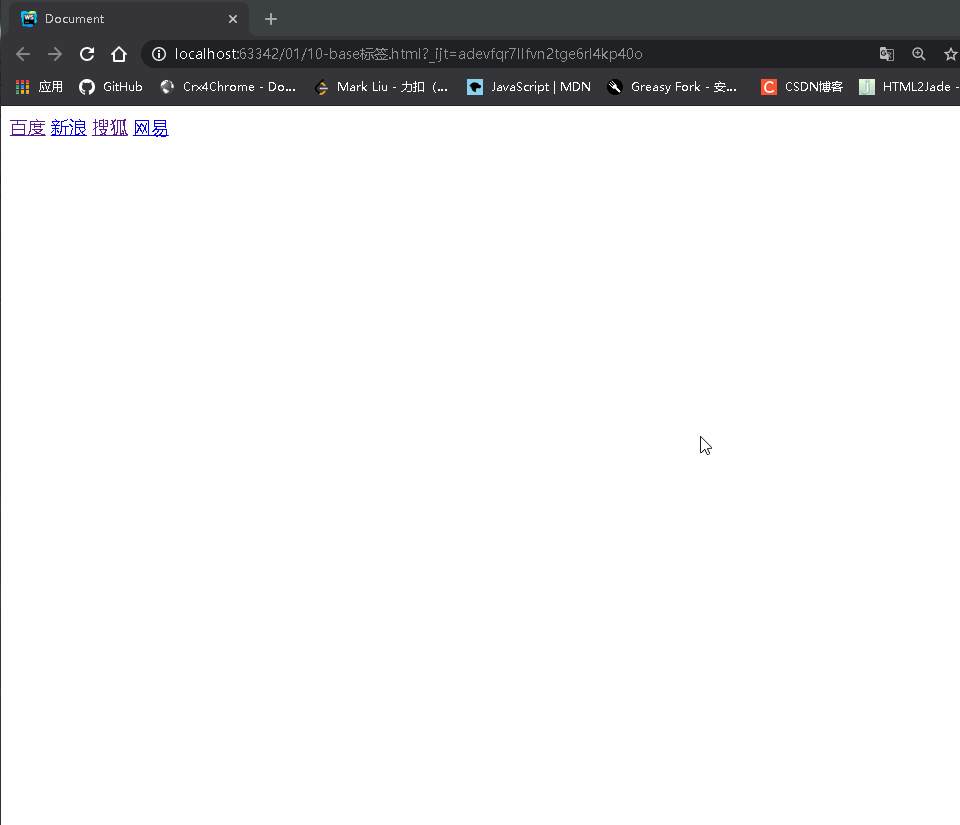 Document
localhost:63342/01/10-base标签.html?_ijt=adevfqr7llfvn2tge6rl4kp40o
应用 GitHub Crx4Chrome - Do... Mark Liu - 力扣（... JavaScript | MDN Greasy Fork - 安... CSDN博客 HTML2Jade -
百度 新浪 搜狐 网易